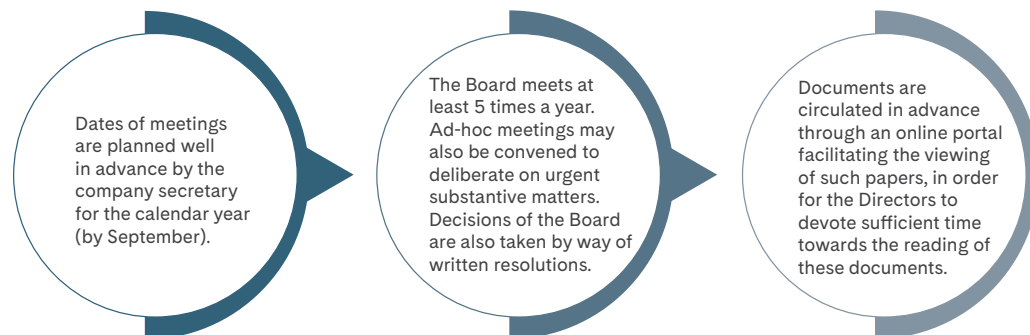 Dates of meetings
are planned well
in advance by the
company secretary
for the calendar year
(by September).
The Board meets at
least 5 times a year.
Ad-hoc meetings may
also be convened to
deliberate on urgent
substantive matters.
Decisions of the Board
are also taken by way of
written resolutions.
Documents are
circulated in advance
through an online portal
facilitating the viewing
of such papers, in order
for the Directors to
devote sufficient time
towards the reading of
these documents.